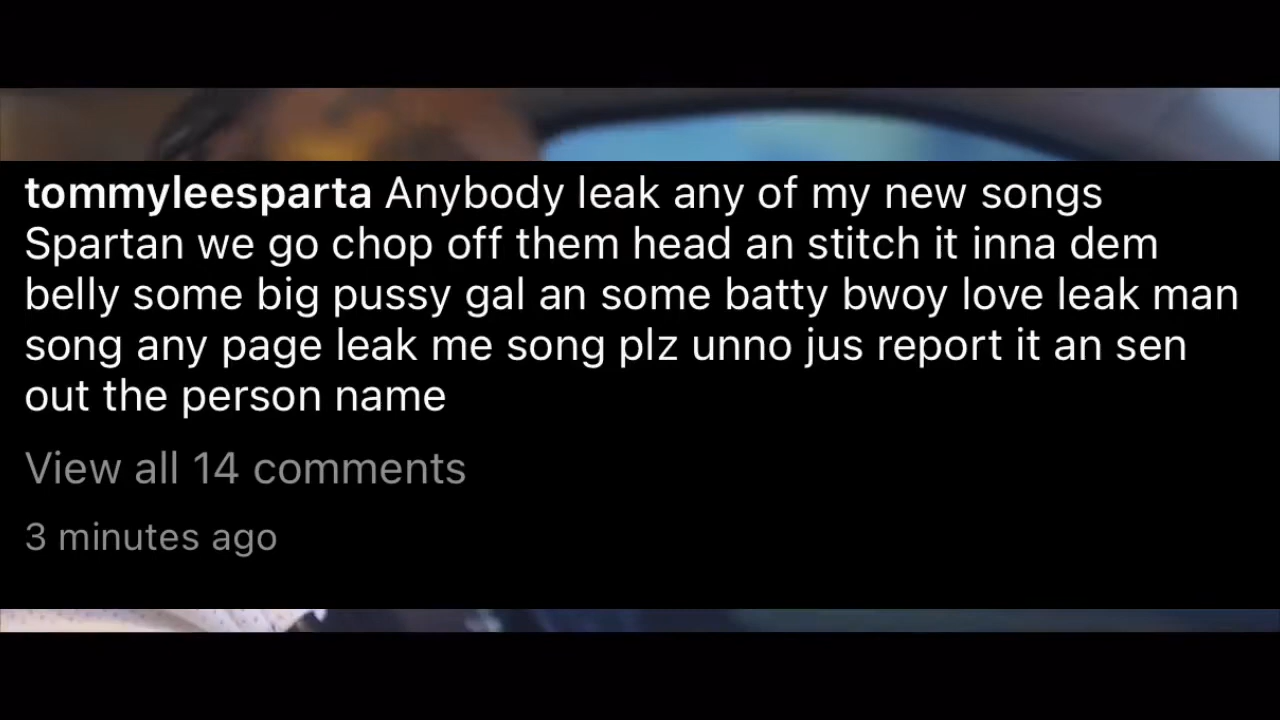 tommyleesparta Anybody leak any of my new songs
Spartan we go chop off them head an stitch it inna dem
belly some big pussy gal an some batty bwoy love leak man
song any page leak me song plz unno jus report it an sen
out the person name
View all 14 comments
3 minutes ago